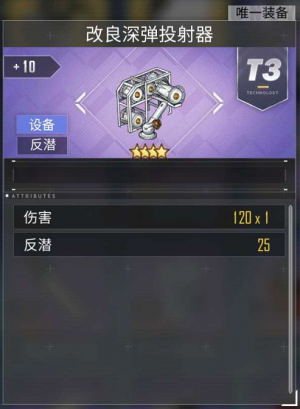 唯一装备
改良深弹投射器
+10
T3
TECHNOLOGY
设备
反潜
ATTRIBUTES
伤害 120 x 1
反潜 25